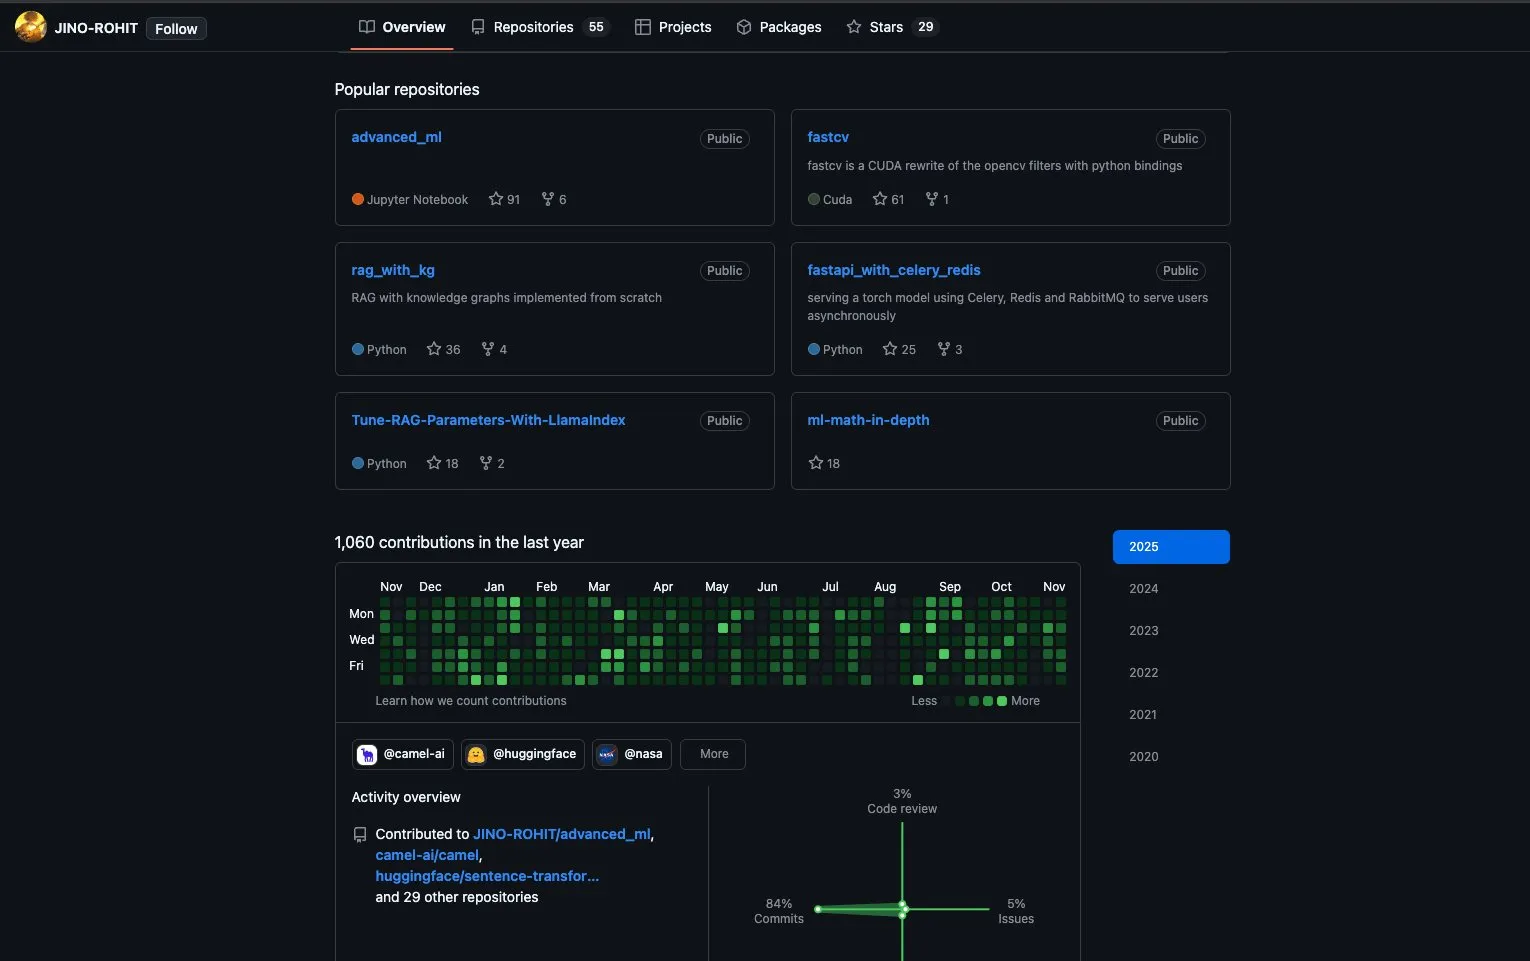 JINO-ROHIT Follow Overview Repositories 55 Projects Packages Stars 29
Popular repositories
advanced_ml Public
Jupyter Notebook 91 6
fastcv Public
fastcv is a CUDA rewrite of the opencv filters with python bindings
Cuda 61 1
rag_with_kg Public
RAG with knowledge graphs implemented from scratch
Python 36 4
fastapi_with_celery_redis Public
serving a torch model using Celery, Redis and RabbitMQ to serve users
asynchronously
Python 25 3
Tune-RAG-Parameters-With-LlamaIndex Public
Python 18 2
ml-math-in-depth Public
18
1,060 contributions in the last year
Nov Dec Jan Feb Mar Apr May Jun Jul Aug Sep Oct Nov
Mon
Wed
Fri
Learn how we count contributions Less More
2025
2024
2023
2022
2021
2020
@camel-ai @huggingface @nasa More
Activity overview
Contributed to JINO-ROHIT/advanced_ml,
camel-ai/camel,
huggingface/sentence-transfor...
and 29 other repositories
3%
Code review
84%
Commits
5%
Issues